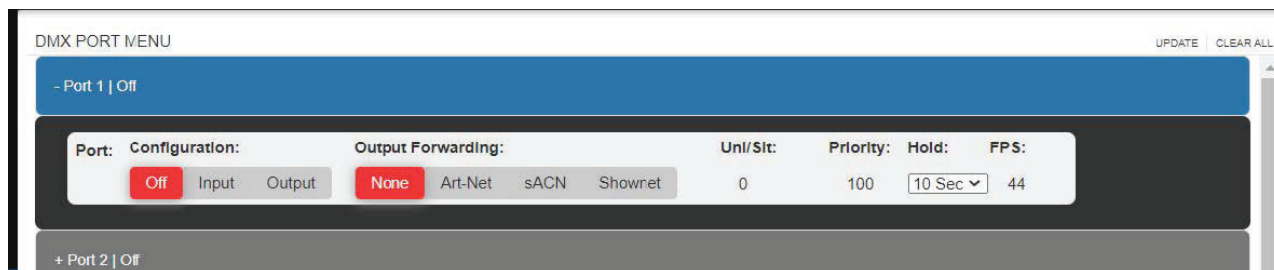 DMX PORT MENU
UPDATE CLEAR ALL
- Port 1 | Off
Port: Configuration: Output Forwarding: Uni/Slt: Priority: Hold: FPS:
Off Input Output None Art-Net sACN Shownet 0 100 10 Sec 44
+ Port 2 | Off